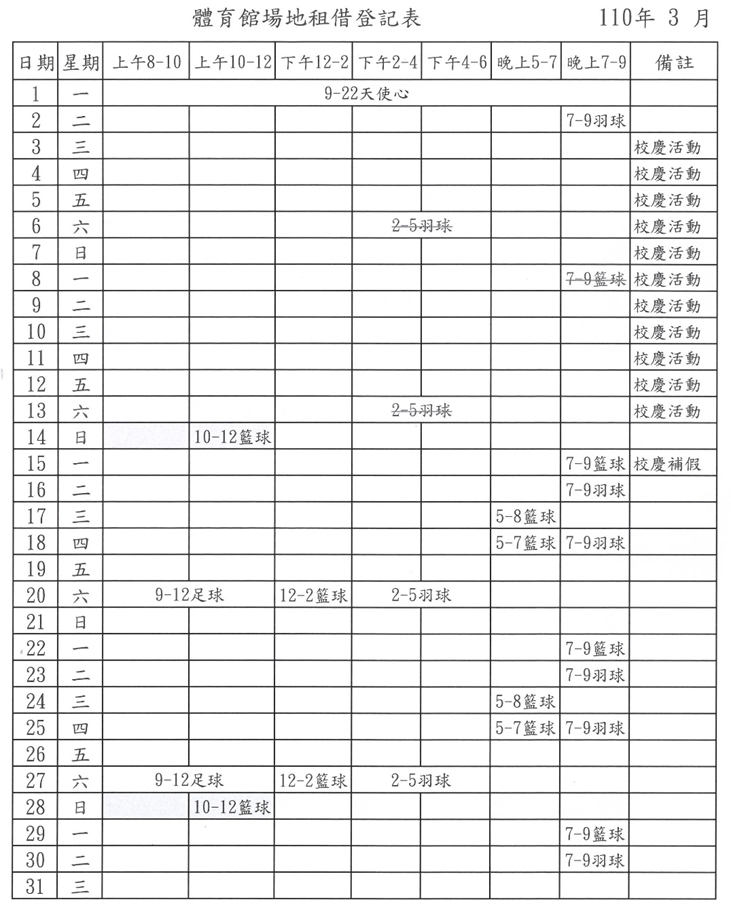 體育館場地租借登記表 110年 3 月
日期 星期 上午8-10 上午10-12 下午12-2 下午2-4 下午4-6 晚上5-7 晚上7-9 備註
1 一 9-22天使心
2 二 7-9羽球
3 三 校慶活動
4 四 校慶活動
5 五 校慶活動
6 六 2-5羽球 校慶活動
7 日 校慶活動
8 一 7-9籃球 校慶活動
9 二 校慶活動
10 三 校慶活動
11 四 校慶活動
12 五 校慶活動
13 六 2-5羽球 校慶活動
14 日 10-12籃球
15 一 7-9籃球 校慶補假
16 二 7-9羽球
17 三 5-8籃球
18 四 5-7籃球 7-9羽球
19 五
20 六 9-12足球 12-2籃球 2-5羽球
21 日
22 一 7-9籃球
23 二 7-9羽球
24 三 5-8籃球
25 四 5-7籃球 7-9羽球
26 五
27 六 9-12足球 12-2籃球 2-5羽球
28 日 10-12籃球
29 一 7-9籃球
30 二 7-9羽球
31 三